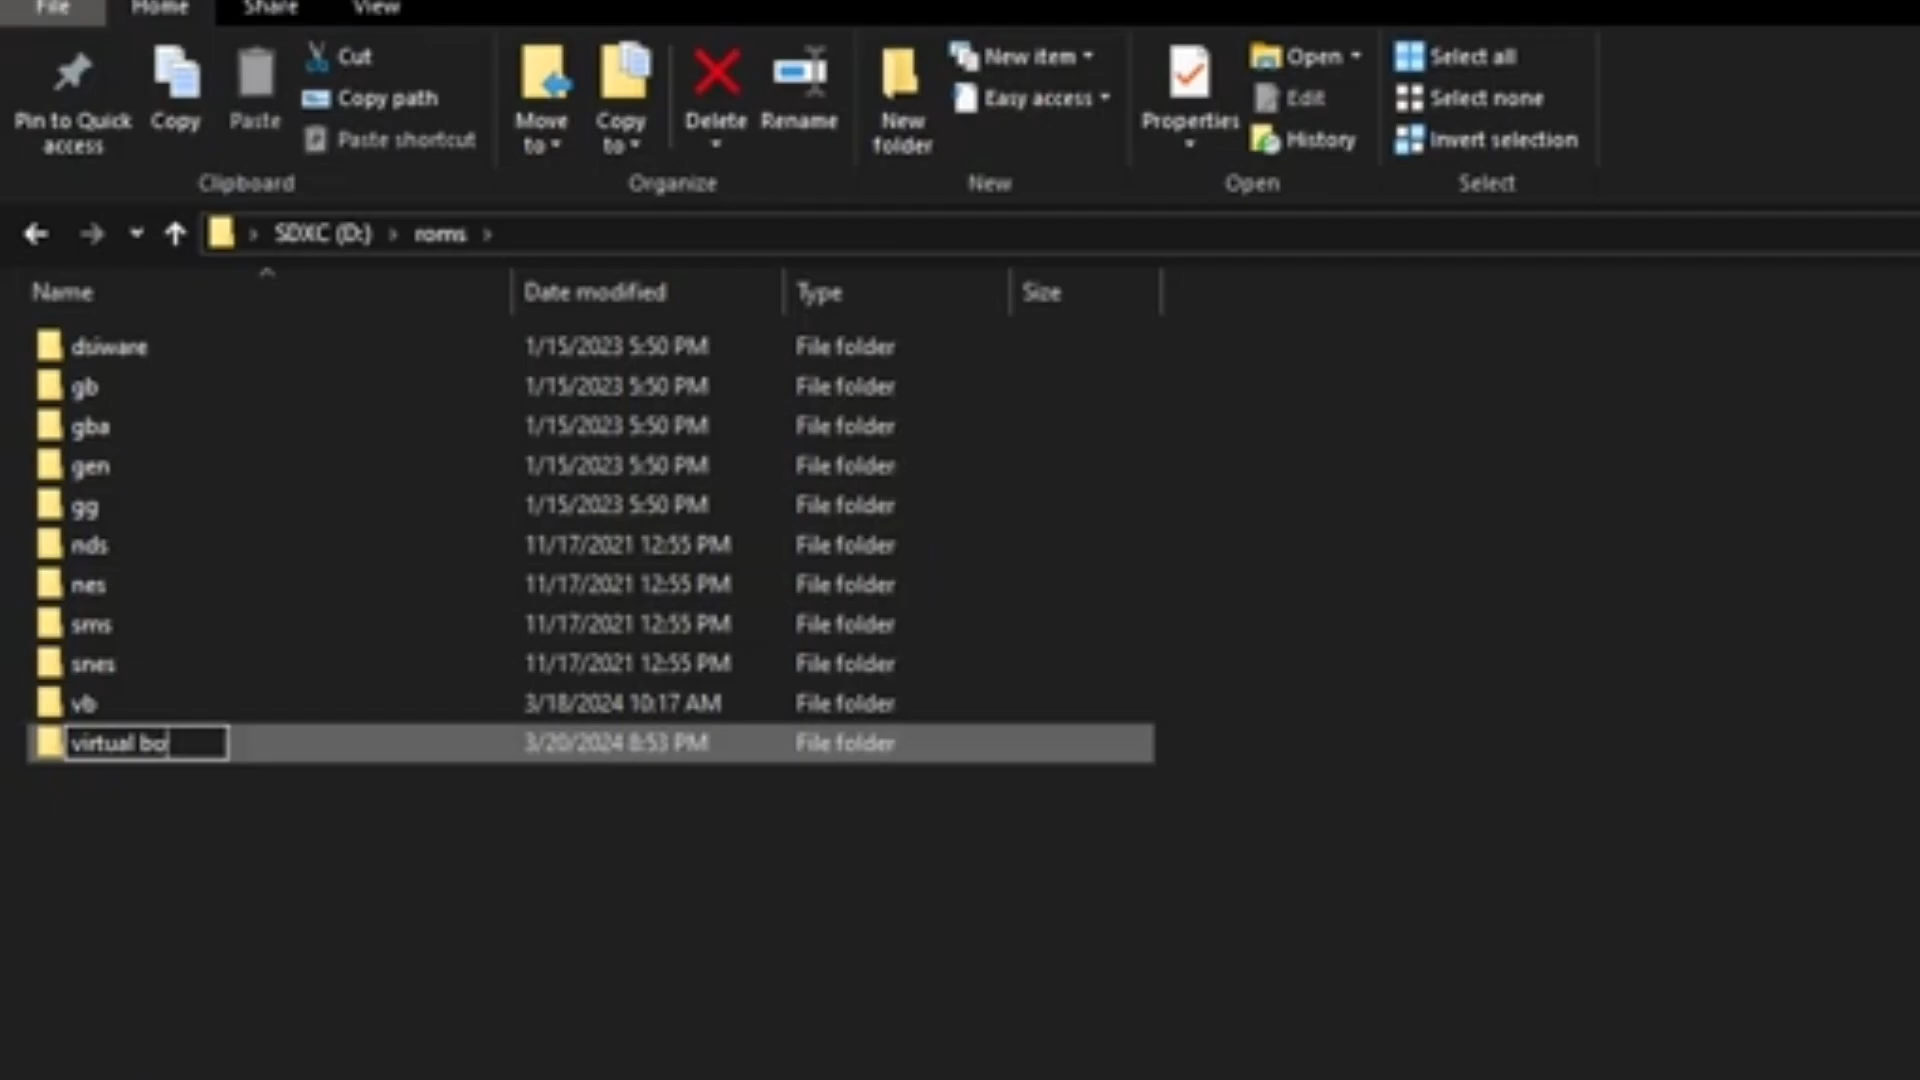 File Home Share View
Pin to Quick access
Copy
Paste
Cut
Copy path
Paste shortcut
Clipboard
Move to
Copy to
Delete
Rename
Organize
New folder
New item
Easy access
New
Properties
Open
Edit
History
Open
Select all
Select none
Invert selection
Select
SDXC (D:) > roms >
Name Date modified Type Size
dsiware 1/15/2023 5:50 PM File folder
gb 1/15/2023 5:50 PM File folder
gba 1/15/2023 5:50 PM File folder
gen 1/15/2023 5:50 PM File folder
gg 1/15/2023 5:50 PM File folder
nds 11/17/2021 12:55 PM File folder
nes 11/17/2021 12:55 PM File folder
sms 11/17/2021 12:55 PM File folder
snes 11/17/2021 12:55 PM File folder
vb 3/18/2024 10:17 AM File folder
virtual bo 3/20/2024 8:53 PM File folder